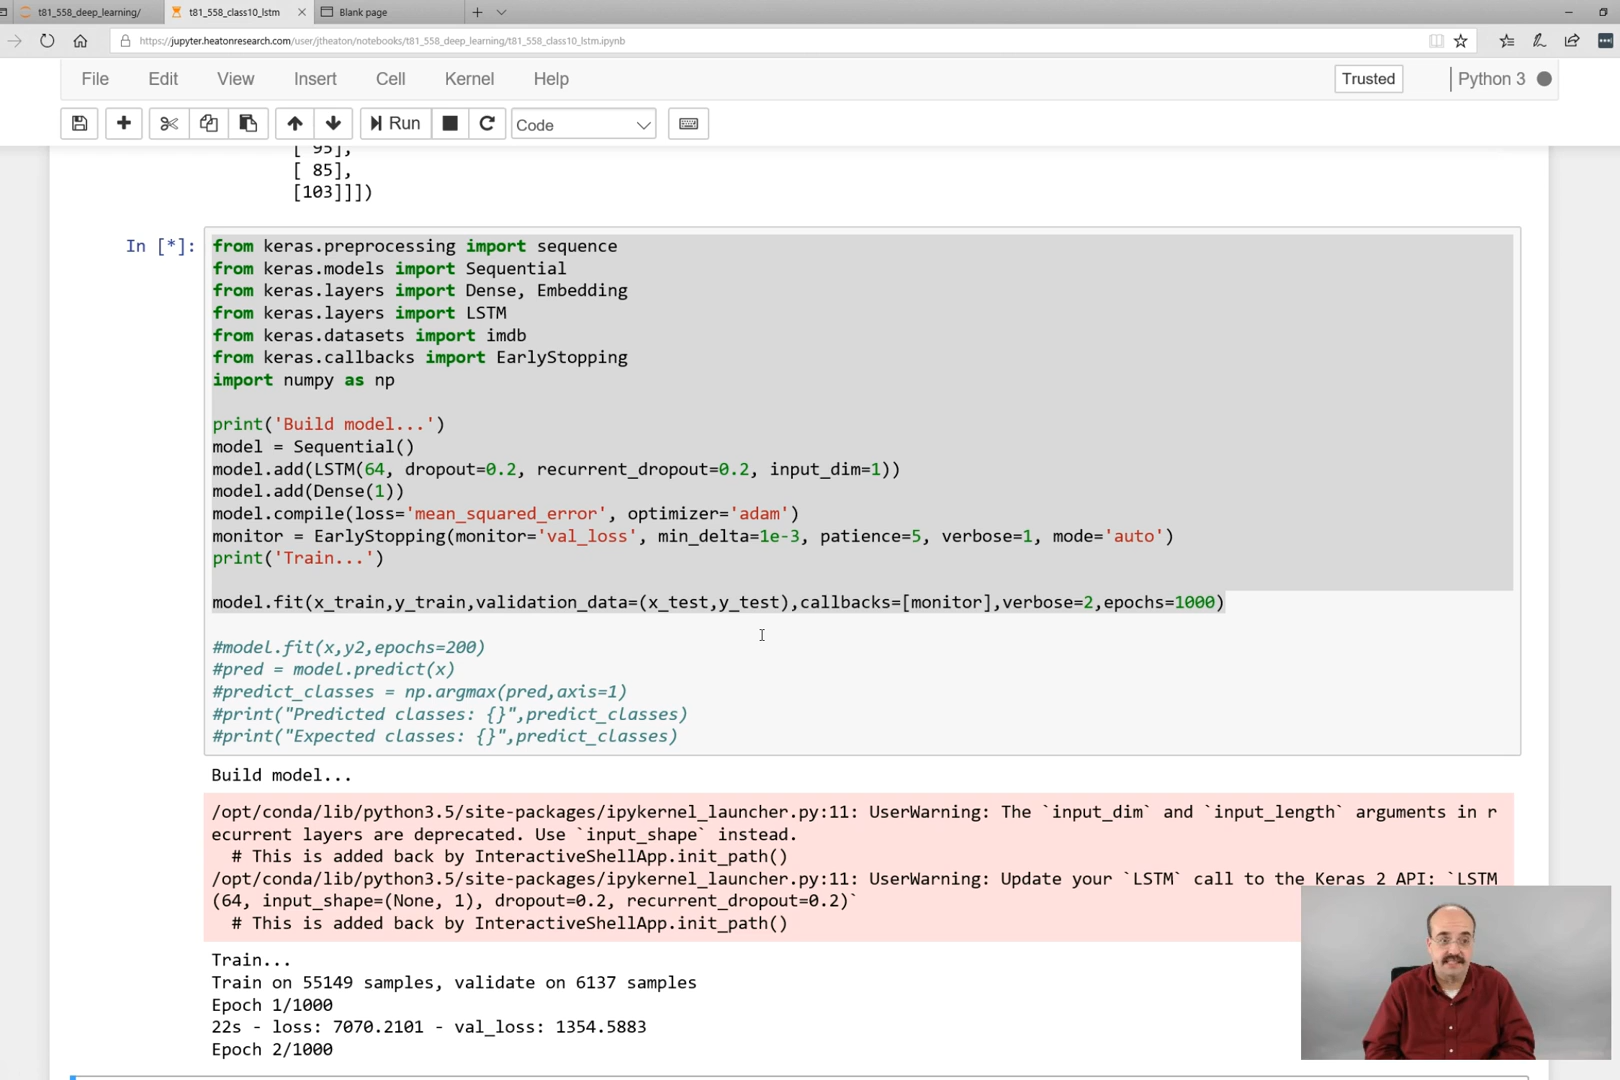 t81_558_deep_learning/
t81_558_class10_lstm
Blank page
https://jupyter.heatonresearch.com/user/jtheaton/notebooks/t81_558_deep_learning/t81_558_class10_lstm.ipynb
File Edit View Insert Cell Kernel Help Trusted Python 3
Run Code
[ 95],
[ 85],
[103]]])
In [*]:
from keras.preprocessing import sequence
from keras.models import Sequential
from keras.layers import Dense, Embedding
from keras.layers import LSTM
from keras.datasets import imdb
from keras.callbacks import EarlyStopping
import numpy as np
print('Build model...')
model = Sequential()
model.add(LSTM(64, dropout=0.2, recurrent_dropout=0.2, input_dim=1))
model.add(Dense(1))
model.compile(loss='mean_squared_error', optimizer='adam')
monitor = EarlyStopping(monitor='val_loss', min_delta=1e-3, patience=5, verbose=1, mode='auto')
print('Train...')
model.fit(x_train,y_train,validation_data=(x_test,y_test),callbacks=[monitor],verbose=2,epochs=1000)
#model.fit(x,y2,epochs=200)
#pred = model.predict(x)
#predict_classes = np.argmax(pred,axis=1)
#print("Predicted classes: {}",predict_classes)
#print("Expected classes: {}",predict_classes)
Build model...
/opt/conda/lib/python3.5/site-packages/ipykernel_launcher.py:11: UserWarning: The `input_dim` and `input_length` arguments in r
ecurrent layers are deprecated. Use `input_shape` instead.
# This is added back by InteractiveShellApp.init_path()
/opt/conda/lib/python3.5/site-packages/ipykernel_launcher.py:11: UserWarning: Update your `LSTM` call to the Keras 2 API: `LSTM
(64, input_shape=(None, 1), dropout=0.2, recurrent_dropout=0.2)`
# This is added back by InteractiveShellApp.init_path()
Train...
Train on 55149 samples, validate on 6137 samples
Epoch 1/1000
22s - loss: 7070.2101 - val_loss: 1354.5883
Epoch 2/1000